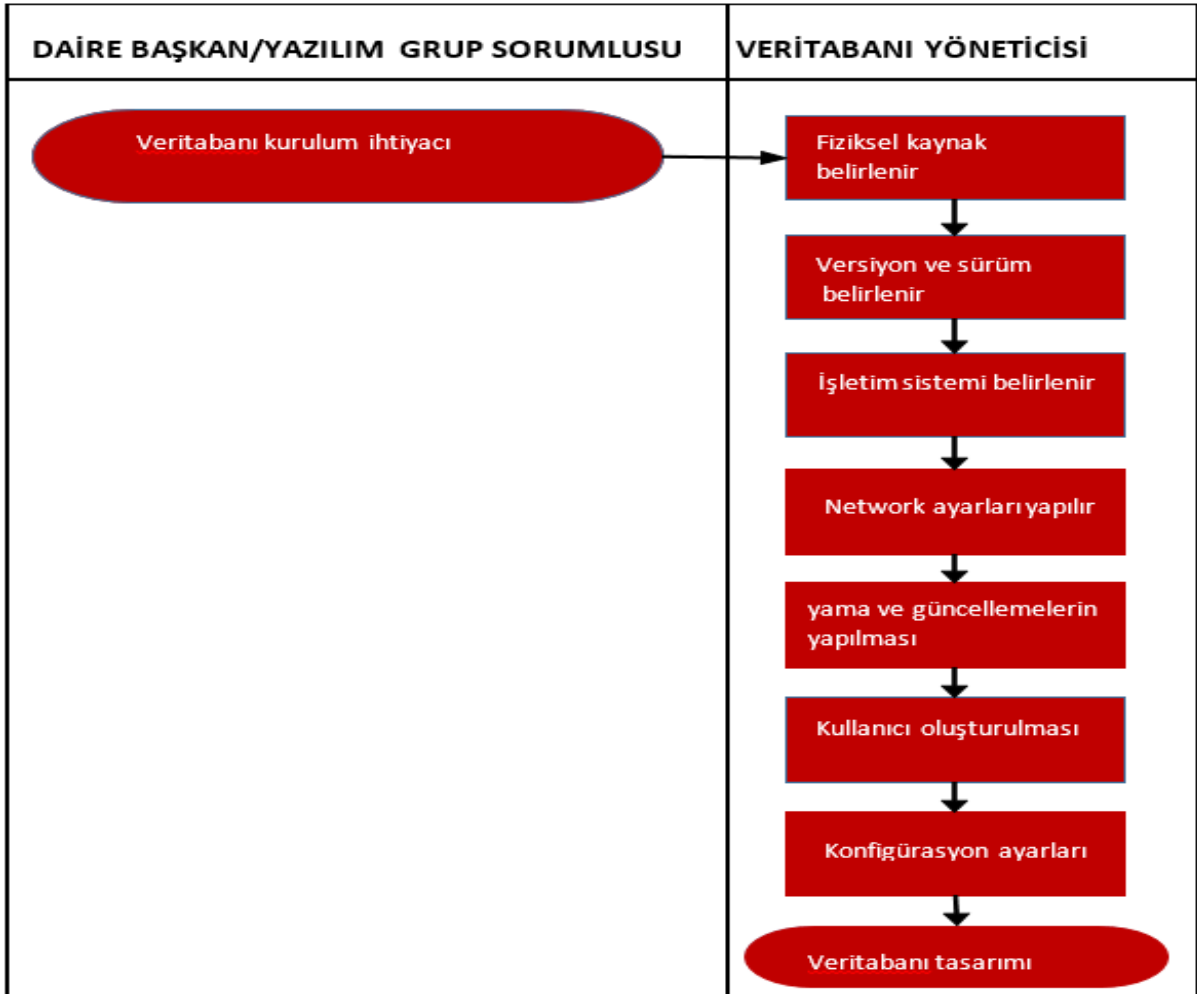 DAİRE BAŞKAN/YAZILIM GRUP SORUMLUSU
VERİTABANI YÖNETİCİSİ
Veritabanı kurulum ihtiyacı
Fiziksel kaynak
belirlenir
Versiyon ve sürüm
belirlenir
İşletim sistemi belirlenir
Network ayarları yapılır
yama ve güncellemelerin
yapılması
Kullanıcı oluşturulması
Konfigürasyon ayarları
Veritabanı tasarımı